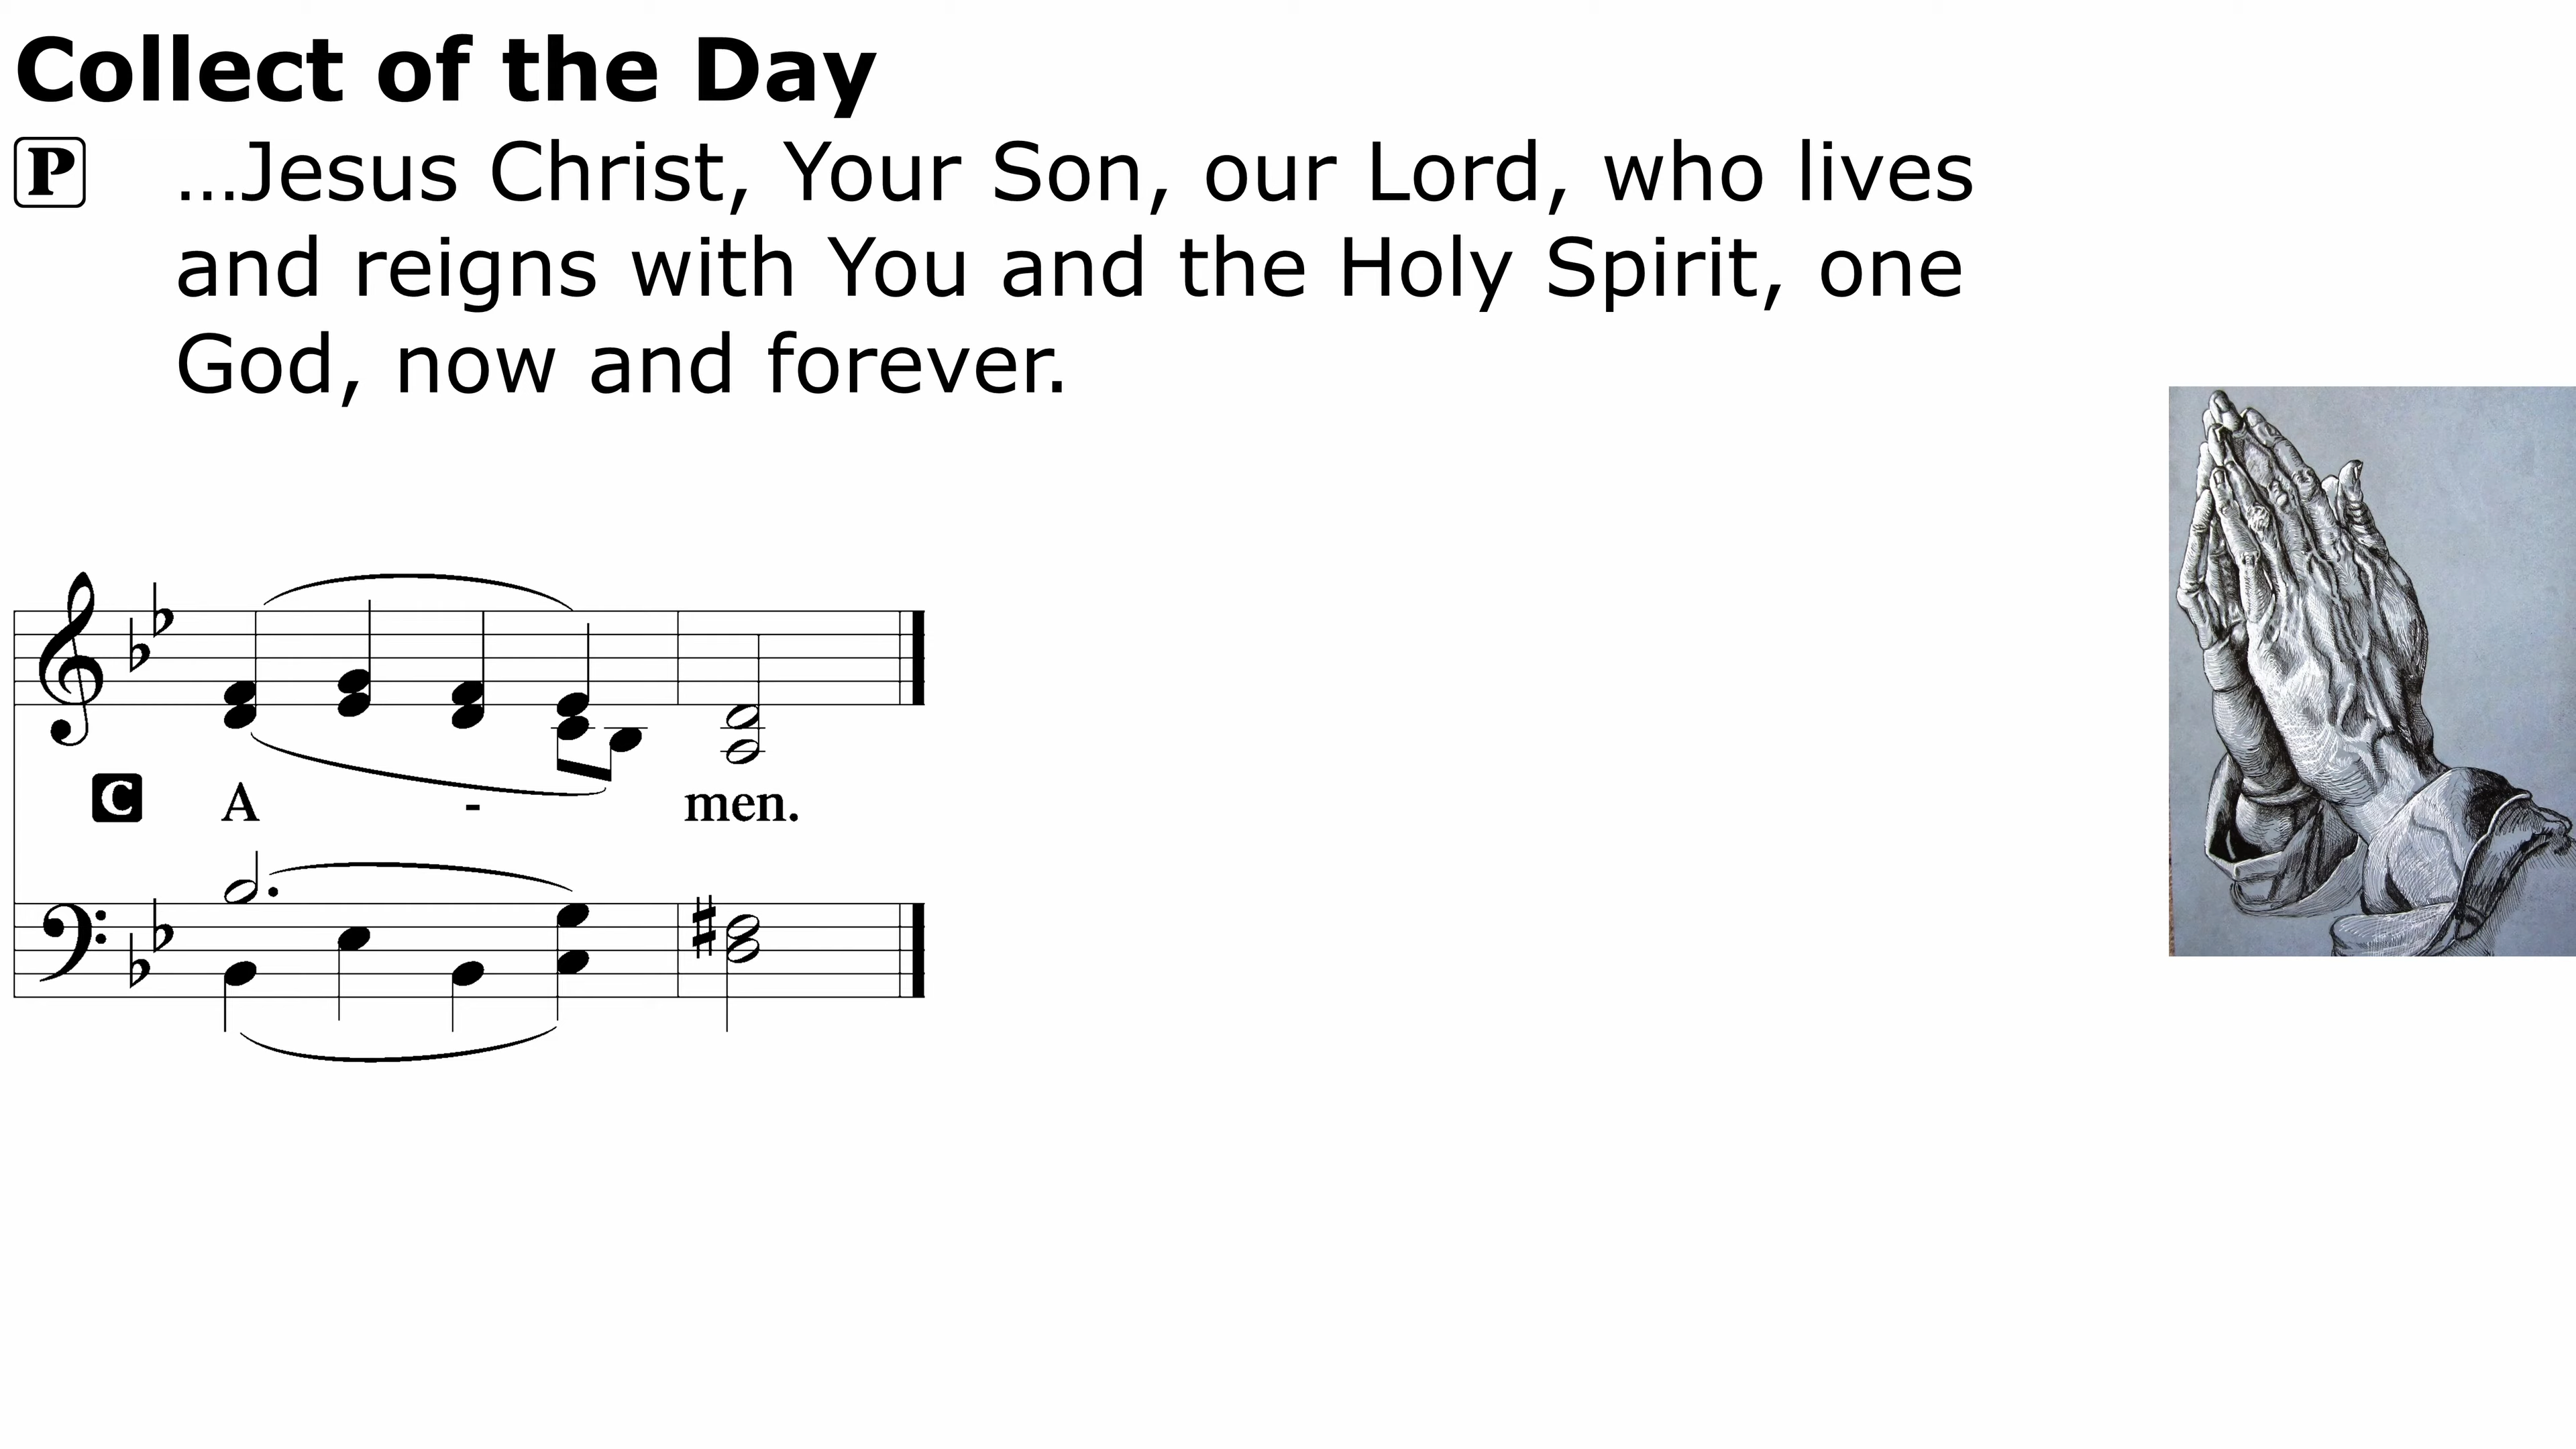 Collect of the Day
P …Jesus Christ, Your Son, our Lord, who lives
and reigns with You and the Holy Spirit, one
God, now and forever.
C A - men.